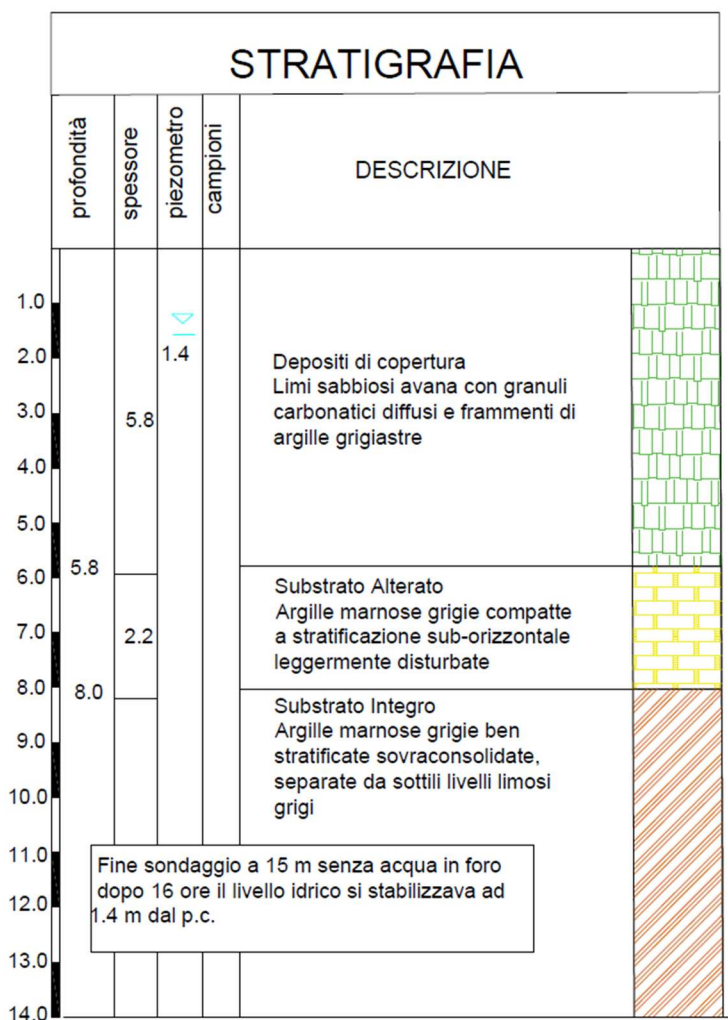 STRATIGRAFIA
profondità
spessore
piezometro
campioni
DESCRIZIONE
1.0
2.0
3.0
4.0
5.0
6.0
7.0
8.0
9.0
10.0
11.0
12.0
13.0
14.0
5.8
8.0
5.8
2.2
1.4
Depositi di copertura
Limi sabbiosi avana con granuli
carbonatici diffusi e frammenti di
argille grigiastre
Substrato Alterato
Argille marnose grigie compatte
a stratificazione sub-orizzontale
leggermente disturbate
Substrato Integro
Argille marnose grigie ben
stratificate sovraconsolidate,
separate da sottili livelli limosi
grigi
Fine sondaggio a 15 m senza acqua in foro
dopo 16 ore il livello idrico si stabilizzava ad
1.4 m dal p.c.